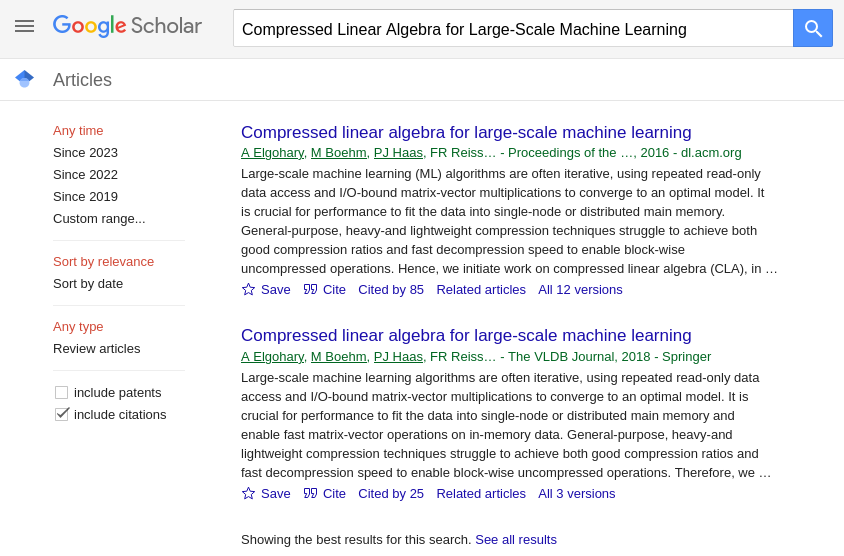 Google Scholar
Compressed Linear Algebra for Large-Scale Machine Learning
Articles
Any time
Since 2023
Since 2022
Since 2019
Custom range...
Sort by relevance
Sort by date
Any type
Review articles
include patents
include citations
Compressed linear algebra for large-scale machine learning
A Elgohary, M Boehm, PJ Haas, FR Reiss… - Proceedings of the …, 2016 - dl.acm.org
Large-scale machine learning (ML) algorithms are often iterative, using repeated read-only
data access and I/O-bound matrix-vector multiplications to converge to an optimal model. It
is crucial for performance to fit the data into single-node or distributed main memory.
General-purpose, heavy-and lightweight compression techniques struggle to achieve both
good compression ratios and fast decompression speed to enable block-wise
uncompressed operations. Hence, we initiate work on compressed linear algebra (CLA), in …
Save Cite Cited by 85 Related articles All 12 versions
Compressed linear algebra for large-scale machine learning
A Elgohary, M Boehm, PJ Haas, FR Reiss… - The VLDB Journal, 2018 - Springer
Large-scale machine learning algorithms are often iterative, using repeated read-only data
access and I/O-bound matrix-vector multiplications to converge to an optimal model. It is
crucial for performance to fit the data into single-node or distributed main memory and
enable fast matrix-vector operations on in-memory data. General-purpose, heavy-and
lightweight compression techniques struggle to achieve both good compression ratios and
fast decompression speed to enable block-wise uncompressed operations. Therefore, we …
Save Cite Cited by 25 Related articles All 3 versions
Showing the best results for this search. See all results